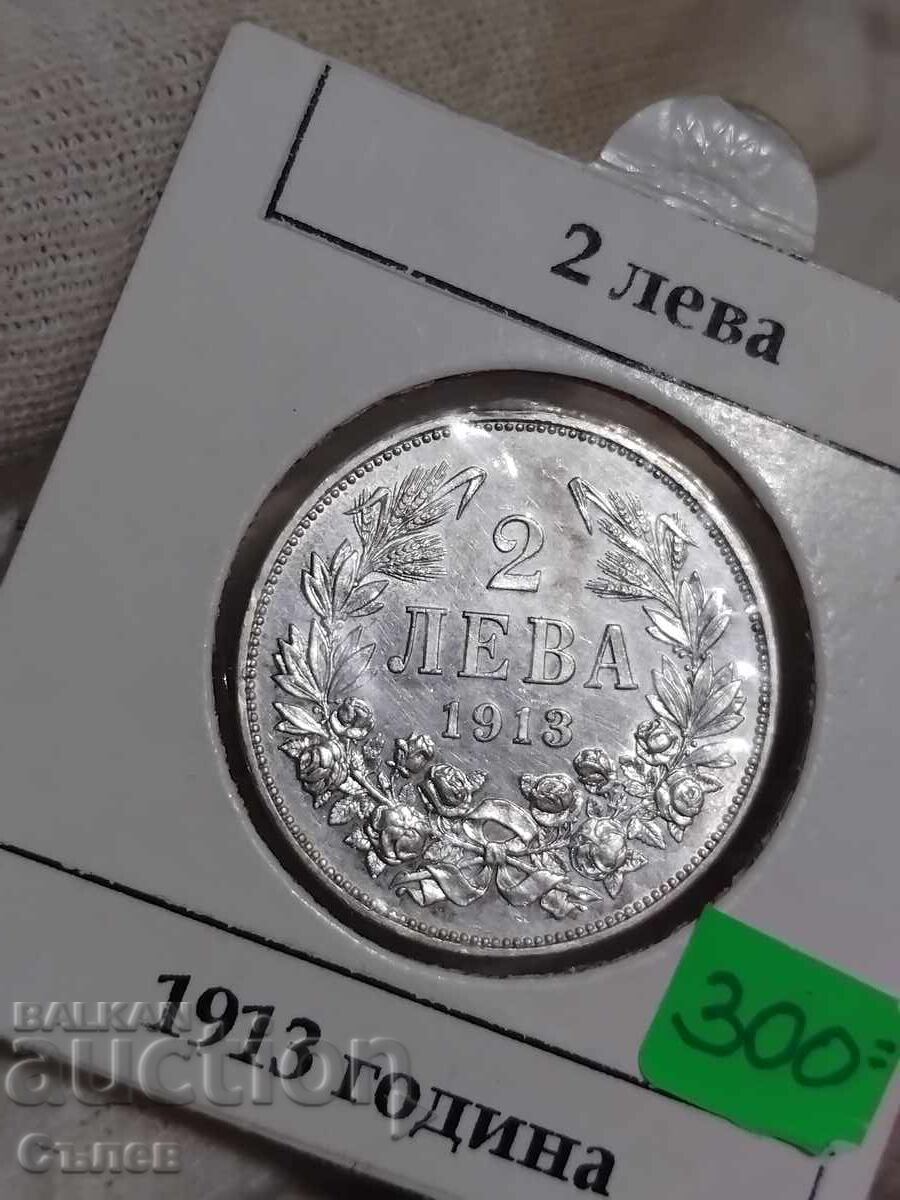 2 лева
2
ЛЕВА
1913
300=
1913 година
BALKAN
auction
Сълев